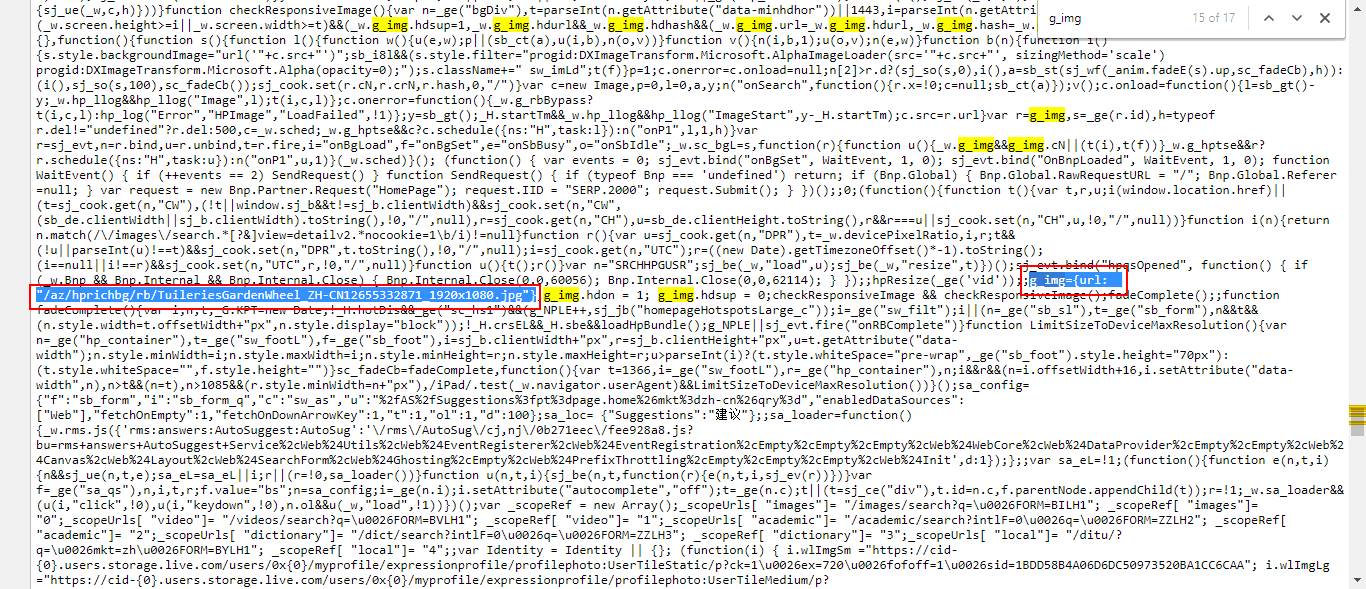 {sj_ue(_w,c,h)}))}function checkResponsiveImage(){var n=_ge("bgDiv"),t=parseInt(n.getAttribute("data-minhdhor"))||1443,i=parseInt(n.getAttri
g_img 15 of 17
(_w.screen.height>=i||_w.screen.width>=t)&&(_w.g_img.hdsup=1,_w.g_img.hdurl&&_w.g_img.hdhash&&(_w.g_img.url=_w.g_img.hdurl,_w.g_img.hash=_w.
{},function(){function s(){function l(){function w(){u(e,w);p||(sb_ct(a),u(i,b),n(o,v))}function v(){n(i,b,1);u(o,v);n(e,w)}function b(n){function i()
{s.style.backgroundImage="url('"+c.src+"')";sb_i8l&&(s.style.filter="progid:DXImageTransform.Microsoft.AlphaImageLoader(src='"+c.src+"', sizingMethod='scale')
progid:DXImageTransform.Microsoft.Alpha(opacity=0);");s.className+=" sw_imLd";t(f)}p=1;c.onerror=c.onload=null;n[2]>r.d?(sj_so(s,0),i(),a=sb_st(sj_wf(_anim.fadeE(s).up,sc_fadeCb),h)):
(i(),sj_so(s,100),sc_fadeCb());sj_cook.set(r.cN,r.crN,r.hash,0,"/")}var c=new Image,p=0,l=0,a,y;n("onSearch",function(){r.x=!0;c=null;sb_ct(a)});v();c.onload=function(){l=sb_gt()-
y;_w.hp_llog&&hp_llog("Image",l);t(i,c,l)};c.onerror=function(){_w.g_rbBypass?
t(i,c,l):hp_log("Error","HPImage","LoadFailed",!1)};y=sb_gt();_H.startTm&&_w.hp_llog&&hp_llog("ImageStart",y-_H.startTm);c.src=r.url}var r=g_img,s=_ge(r.id),h=typeof
r.del!="undefined"?r.del:500,c=_w.sched;_w.g_hptse&&c?c.schedule({ns:"H",task:l}):n("onP1",l,1,h)}var
r=sj_evt,n=r.bind,u=r.unbind,t=r.fire,i="onBgLoad",f="onBgSet",e="onSbBusy",o="onSbIdle";_w.sc_bgL=s,function(r){function u(){_w.g_img&&g_img.cN||(t(i),t(f))}_w.g_hptse&&r?
r.schedule({ns:"H",task:u}):n("onP1",u,1)}(_w.sched)}(); (function() { var events = 0; sj_evt.bind("onBgSet", WaitEvent, 1, 0); sj_evt.bind("OnBnpLoaded", WaitEvent, 1, 0); function
WaitEvent() { if (++events == 2) SendRequest() } function SendRequest() { if (typeof Bnp === 'undefined') return; if (Bnp.Global) { Bnp.Global.RawRequestURL = "/"; Bnp.Global.Referer
=null; } var request = new Bnp.Partner.Request("HomePage"); request.IID = "SERP.2000"; request.Submit(); } })();;0;(function(){function t(){var t,r,u;i(window.location.href)||
(t=sj_cook.get(n,"CW"),(!t||window.sj_b&&t!=sj_b.clientWidth)&&sj_cook.set(n,"CW",
(sb_de.clientWidth||sj_b.clientWidth).toString(),!0,"/",null),r=sj_cook.get(n,"CH"),u=sb_de.clientHeight.toString(),r&&r===u||sj_cook.set(n,"CH",u,!0,"/",null))}function i(n){return
n.match(/\/images\/search.*[?&]view=detailv2.*nocookie=1\b/i)!=null}function r(){var u=sj_cook.get(n,"DPR"),t=_w.devicePixelRatio,i,r;t&&
(!u||parseInt(u)!==t)&&sj_cook.set(n,"DPR",t.toString(),!0,"/",null);i=sj_cook.get(n,"UTC");r=((new Date).getTimezoneOffset()*-1).toString();
(i==null||i!==r)&&sj_cook.set(n,"UTC",r,!0,"/",null)}function u(){t();r()}var n="SRCHHPGUSR";sj_be(_w,"load",u);sj_be(_w,"resize",t)})();;sj_evt.bind("hpqsOpened", function() { if
(_w.Bnp && Bnp.Internal && Bnp.Internal.Close) { Bnp.Internal.Close(0,0,60056); Bnp.Internal.Close(0,0,62114); } });;hpResize(_ge('vid'));;g_img={url:
"/az/hprichbg/rb/TuileriesGardenWheel_ZH-CN12655332871_1920x1080.jpg"};g_img.hdon = 1; g_img.hdsup = 0;checkResponsiveImage && checkResponsiveImage();fadeComplete();;function
fadeComplete(){var i,n,t;_G.KPT=new Date,!_H.hotDis&&_ge("sc_hs1")&&(g_NPLE++,sj_jb("homepageHotspotsLarge_c"));i=_ge("sw_filt");i||(n=_ge("sb_sl"),t=_ge("sb_form"),n&&t&&
(n.style.width=t.offsetWidth+"px",n.style.display="block"));!_H.crsEL&&_H.sbe&&loadHpBundle();g_NPLE||sj_evt.fire("onRBComplete")}function LimitSizeToDeviceMaxResolution(){var
n=_ge("hp_container"),t=_ge("sw_footL"),f=_ge("sb_foot"),i=sj_b.clientWidth+"px",r=sj_b.clientHeight+"px",u=t.getAttribute("data-
width");n.style.minWidth=i;n.style.maxWidth=i;n.style.minHeight=r;n.style.maxHeight=r;u>parseInt(i)?(t.style.whiteSpace="pre-wrap",_ge("sb_foot").style.height="70px"):
(t.style.whiteSpace="",f.style.height="")}sc_fadeCb=fadeComplete,function(){var t=1366,i=_ge("sw_footL"),r=_ge("hp_container"),n;i&&r&&(n=i.offsetWidth+16,i.setAttribute("data-
width",n),n>t&&(n=t),n>1085&&(r.style.minWidth=n+"px"),/iPad/.test(_w.navigator.userAgent)&&LimitSizeToDeviceMaxResolution())}();sa_config=
{"f":"sb_form","i":"sb_form_q","c":"sw_as","u":"%2fAS%2fSuggestions%3fpt%3dpage.home%26mkt%3dzh-cn%26qry%3d","enabledDataSources":
["Web"],"fetchOnEmpty":1,"fetchOnDownArrowKey":1,"t":1,"ol":1,"d":100};sa_loc= {"Suggestions":"建议"};;sa_loader=function()
{_w.rms.js({'rms:answers:AutoSuggest:AutoSug':'\/rms\/AutoSug\/cj,nj\/0b271eec\/fee928a8.js?
bu=rms+answers+AutoSuggest+Service%2cWeb%24Utils%2cWeb%24EventRegisterer%2cWeb%24EventRegistration%2cEmpty%2cEmpty%2cEmpty%2cWeb%24WebCore%2cWeb%24DataProvider%2cEmpty%2cEmpty%2cWeb%
24Canvas%2cWeb%24Layout%2cWeb%24SearchForm%2cWeb%24Ghosting%2cEmpty%2cWeb%24PrefixThrottling%2cEmpty%2cEmpty%2cEmpty%2cWeb%24Init',d:1});};;var sa_eL=!1;(function(){function e(n,t,i)
{n&&sj_ue(n,t,e);sa_eL=sa_eL||i;r||(r=!0,sa_loader())}function u(n,t,i){sj_be(n,t,function(r){e(n,t,i,sj_ev(r))})}var
f=_ge("sa_qs"),n,i,t,r;f.value="bs";n=sa_config;i=_ge(n.i);i.setAttribute("autocomplete","off");t=_ge(n.c);t||(t=sj_ce("div"),t.id=n.c,f.parentNode.appendChild(t));r=!1;_w.sa_loader&&
(u(i,"click",!0),u(i,"keydown",!0),n.ol&&u(_w,"load",!1))})();var _scopeRef = new Array();_scopeUrls[ "images"]= "/images/search?q=\u0026FORM=BILH1"; _scopeRef[ "images"]=
"0";_scopeUrls[ "video"]= "/videos/search?q=\u0026FORM=BVLH1"; _scopeRef[ "video"]= "1";_scopeUrls[ "academic"]= "/academic/search?intlF=0\u0026q=\u0026FORM=ZZLH2"; _scopeRef[
"academic"]= "2";_scopeUrls[ "dictionary"]= "/dict/search?intlF=0\u0026q=\u0026FORM=ZZLH3"; _scopeRef[ "dictionary"]= "3";_scopeUrls[ "local"]= "/ditu/?
q=\u0026mkt=zh\u0026FORM=BYLH1"; _scopeRef[ "local"]= "4";;var Identity = Identity || {}; (function(i) { i.wlImgSm ="https://cid-
{0}.users.storage.live.com/users/0x{0}/myprofile/expressionprofile/profilephoto:UserTileStatic/p?ck=1\u0026ex=720\u0026fofoff=1\u0026sid=1BDD58B4A06D6DC50973520BA1CC6CAA"; i.wlImgLg
="https://cid-{0}.users.storage.live.com/users/0x{0}/myprofile/expressionprofile/profilephoto:UserTileMedium/p?